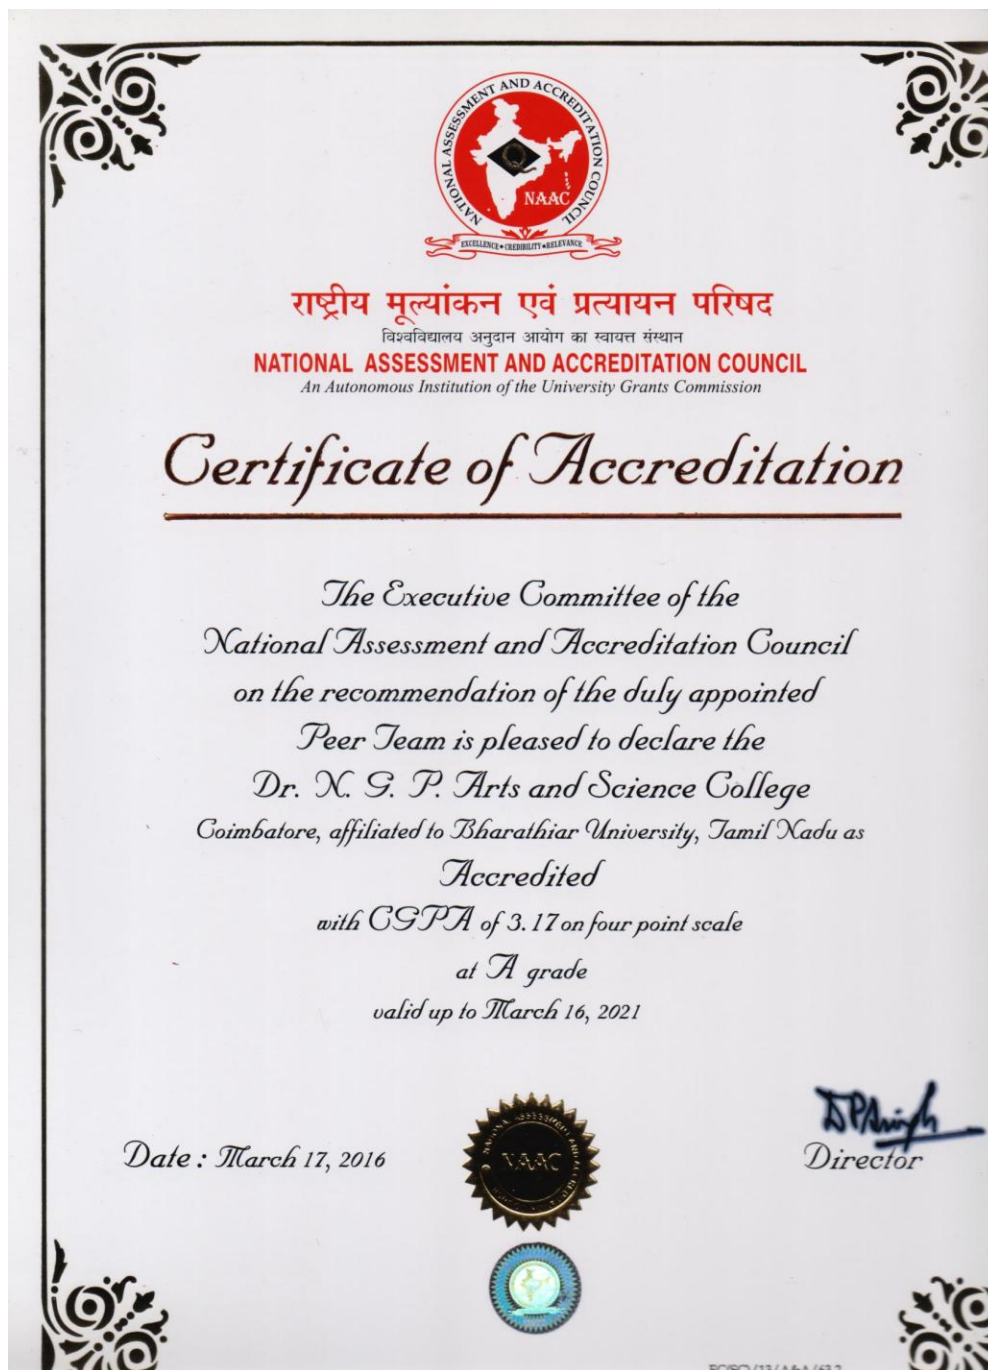 NATIONAL ASSESSMENT AND ACCREDITATION COUNCIL
NAAC
EXCELLENCE • CREDIBILITY • RELEVANCE
राष्ट्रीय मूल्यांकन एवं प्रत्यायन परिषद
विश्वविद्यालय अनुदान आयोग का स्वायत्त संस्थान
NATIONAL ASSESSMENT AND ACCREDITATION COUNCIL
An Autonomous Institution of the University Grants Commission
Certificate of Accreditation
The Executive Committee of the
National Assessment and Accreditation Council
on the recommendation of the duly appointed
Peer Team is pleased to declare the
Dr. N. G. P. Arts and Science College
Coimbatore, affiliated to Bharathiar University, Tamil Nadu as
Accredited
with CGPA of 3.17 on four point scale
at A grade
valid up to March 16, 2021
Date : March 17, 2016
NAAC
Director